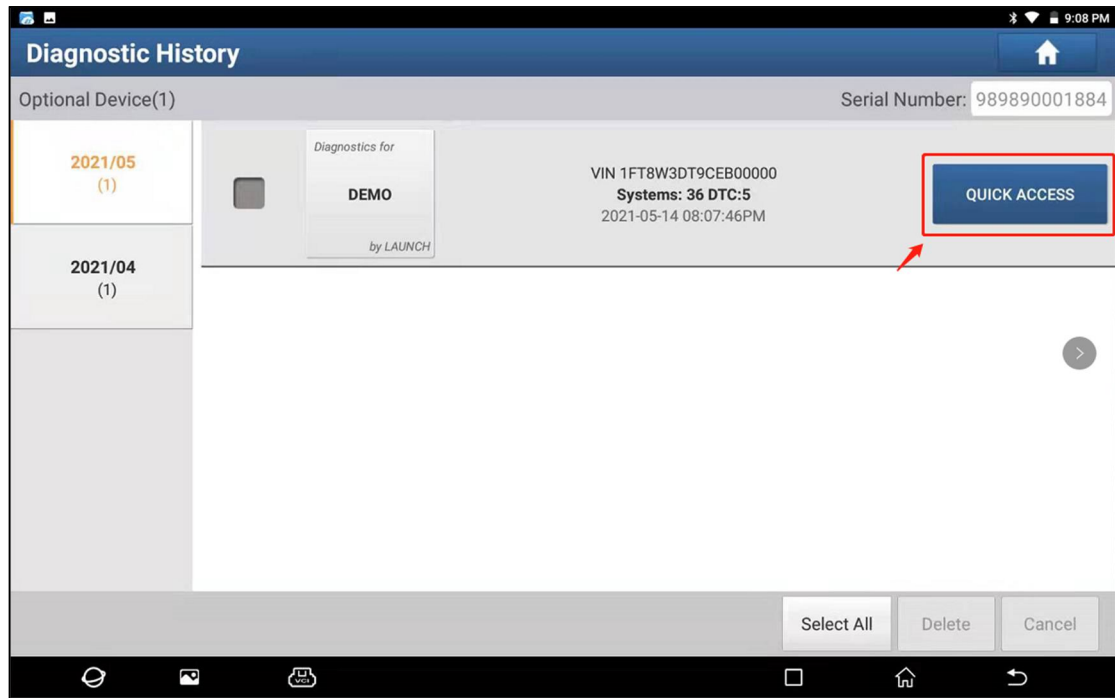 9:08 PM
Diagnostic History
Optional Device(1)
Serial Number: 989890001884
2021/05
(1)
2021/04
(1)
Diagnostics for
DEMO
by LAUNCH
VIN 1FT8W3DT9CEB00000
Systems: 36 DTC:5
2021-05-14 08:07:46PM
QUICK ACCESS
Select All
Delete
Cancel
VCI